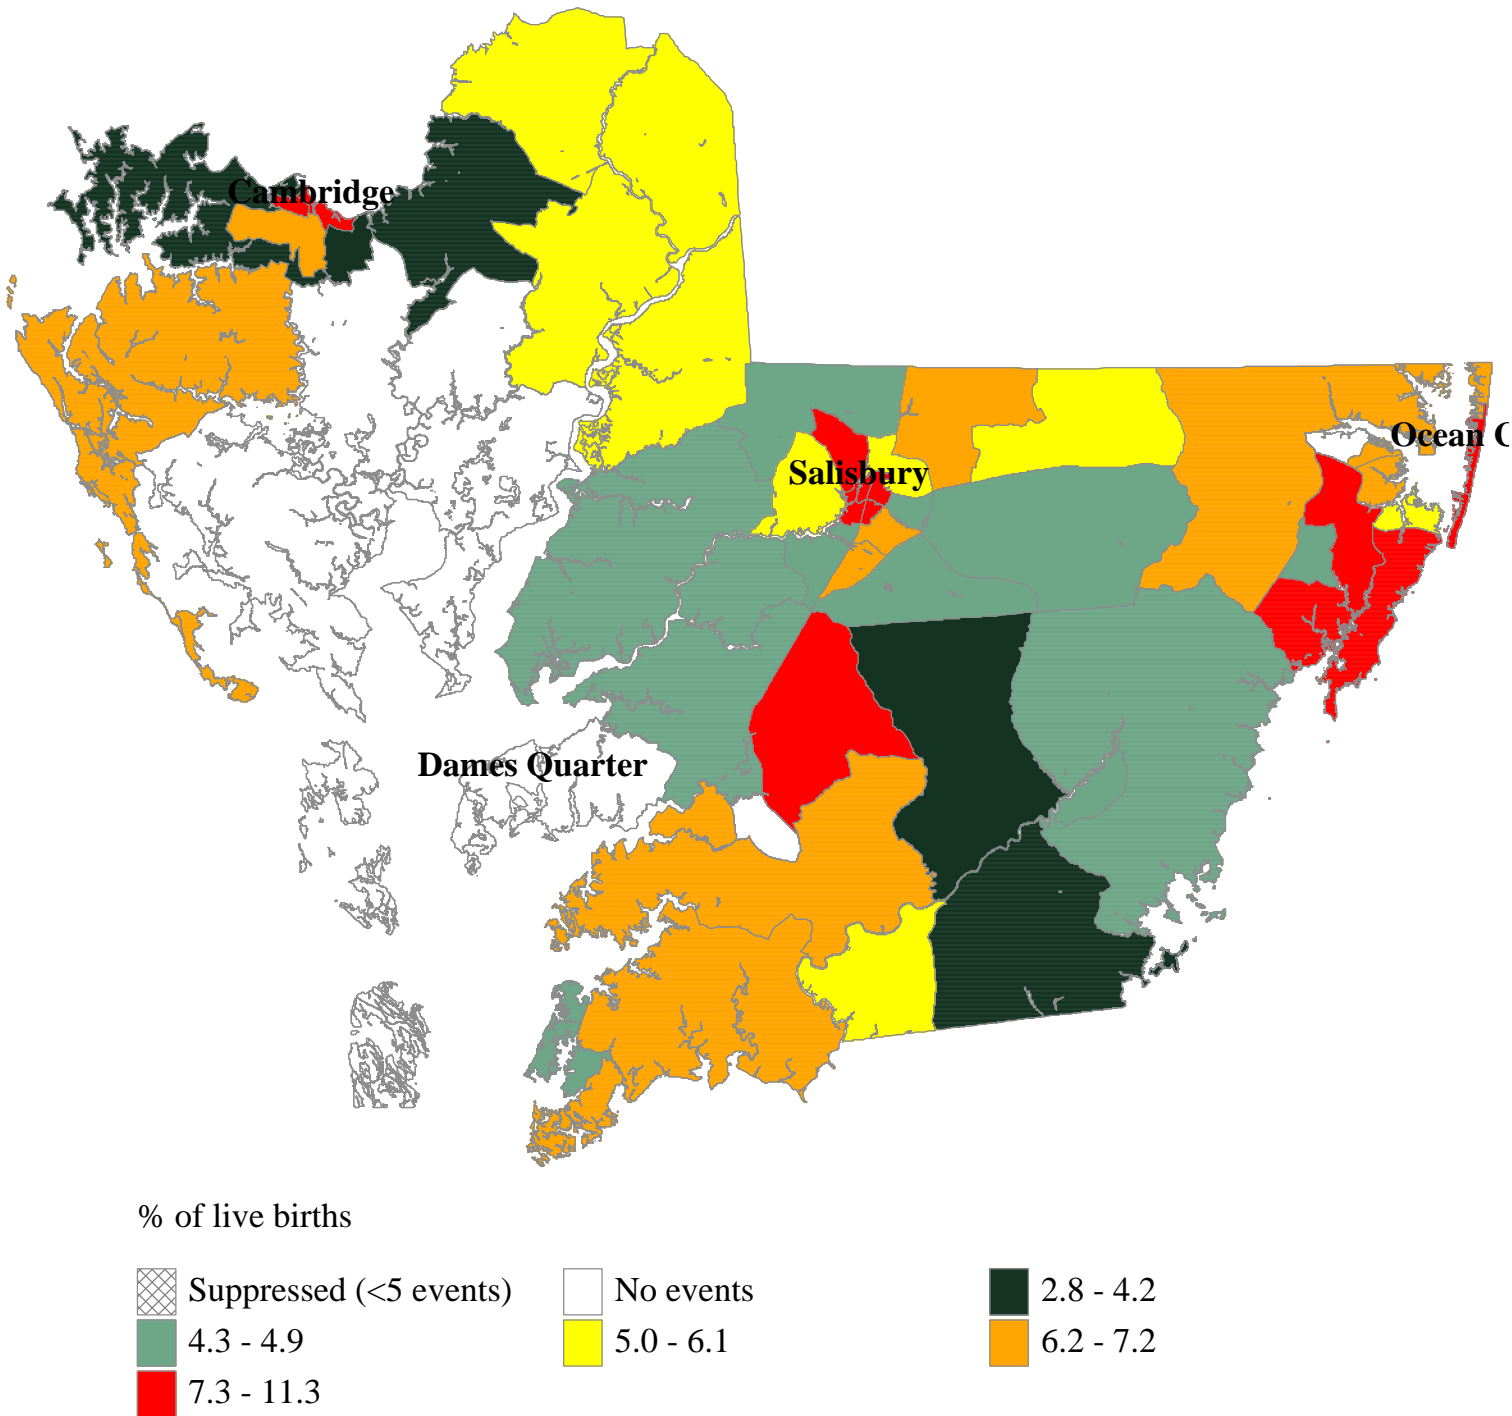 Cambridge
Ocean C
Salisbury
Dames Quarter
% of live births
Suppressed (<5 events)
No events
2.8 - 4.2
4.3 - 4.9
5.0 - 6.1
6.2 - 7.2
7.3 - 11.3